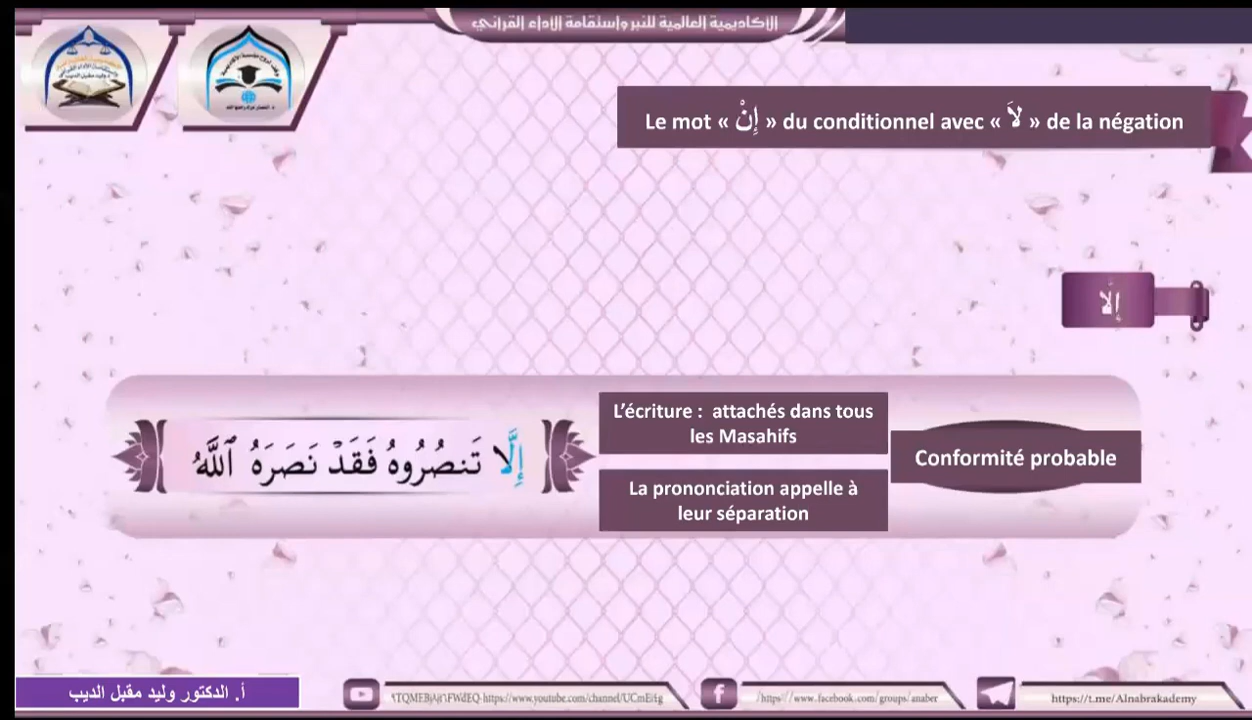 الأكاديمية العالمية للنبر وإستقامة الأداء القرآني
Le mot « إِنْ » du conditionnel avec « لاَ » de la négation
إلَّا
L’écriture : attachés dans tous
les Masahifs
Conformité probable
La prononciation appelle à
leur séparation
إِلَّا تَنصُرُوهُ فَقَدْ نَصَرَهُ ٱللَّهُ
أ. الدكتور وليد مقبل الديب
https://www.facebook.com/groups/anaber/
https://t.me/Alnabrakademy